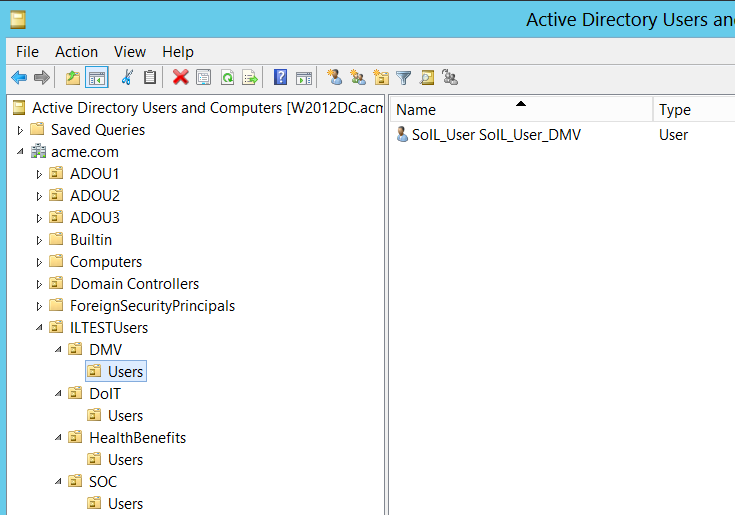 Active Directory Users an
File Action View Help
Active Directory Users and Computers [W2012DC.acm
Saved Queries
acme.com
ADOU1
ADOU2
ADOU3
Builtin
Computers
Domain Controllers
ForeignSecurityPrincipals
ILTESTUsers
DMV
Users
DoIT
Users
HealthBenefits
Users
SOC
Users
Name Type
SoIL_User SoIL_User_DMV User